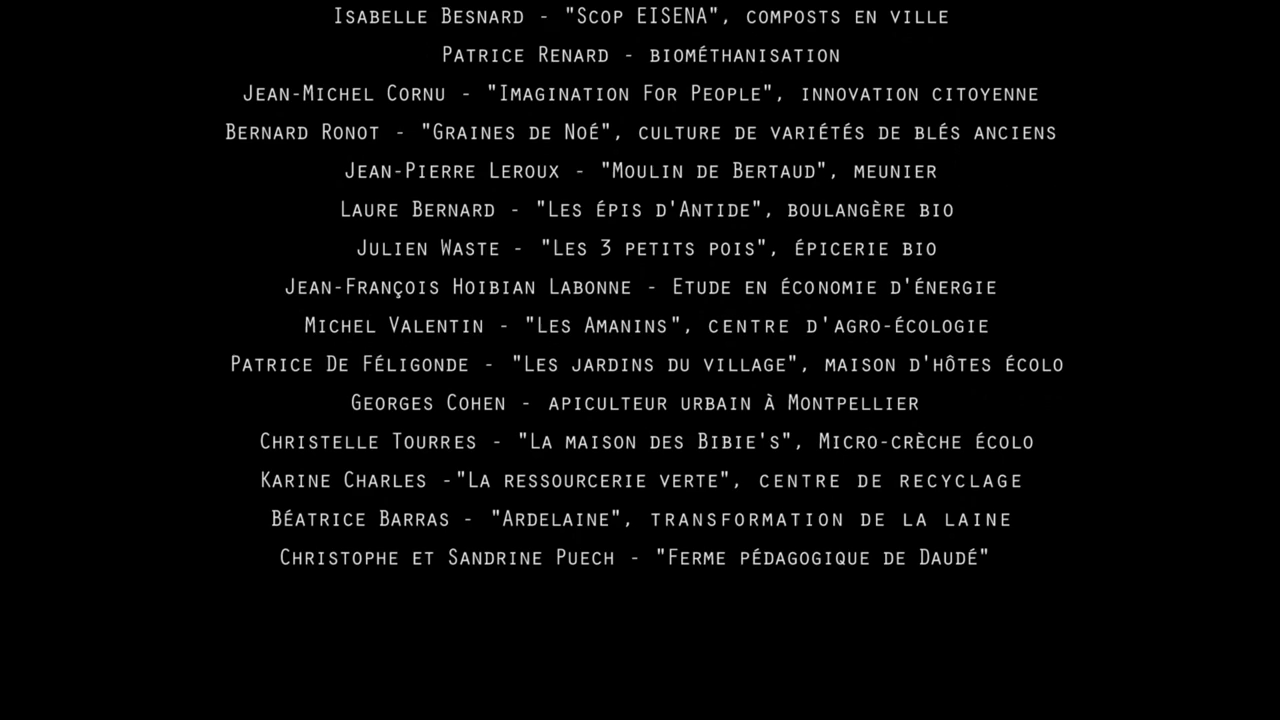 Isabelle Besnard - "Scop EISENA", composts en ville
Patrice Renard - biométhanisation
Jean-Michel Cornu - "Imagination For People", innovation citoyenne
Bernard Ronot - "Graines de Noé", culture de variétés de blés anciens
Jean-Pierre Leroux - "Moulin de Bertaud", meunier
Laure Bernard - "Les épis d'Antide", boulangère bio
Julien Waste - "Les 3 petits pois", épicerie bio
Jean-François Hoibian Labonne - Etude en économie d'énergie
Michel Valentin - "Les Amanins", centre d'agro-écologie
Patrice De Féligonde - "Les jardins du village", maison d'hôtes écolo
Georges Cohen - apiculteur urbain à Montpellier
Christelle Tourres - "La maison des Bibie's", Micro-crèche écolo
Karine Charles -"La ressourcerie verte", centre de recyclage
Béatrice Barras - "Ardelaine", transformation de la laine
Christophe et Sandrine Puech - "Ferme pédagogique de Daudé"